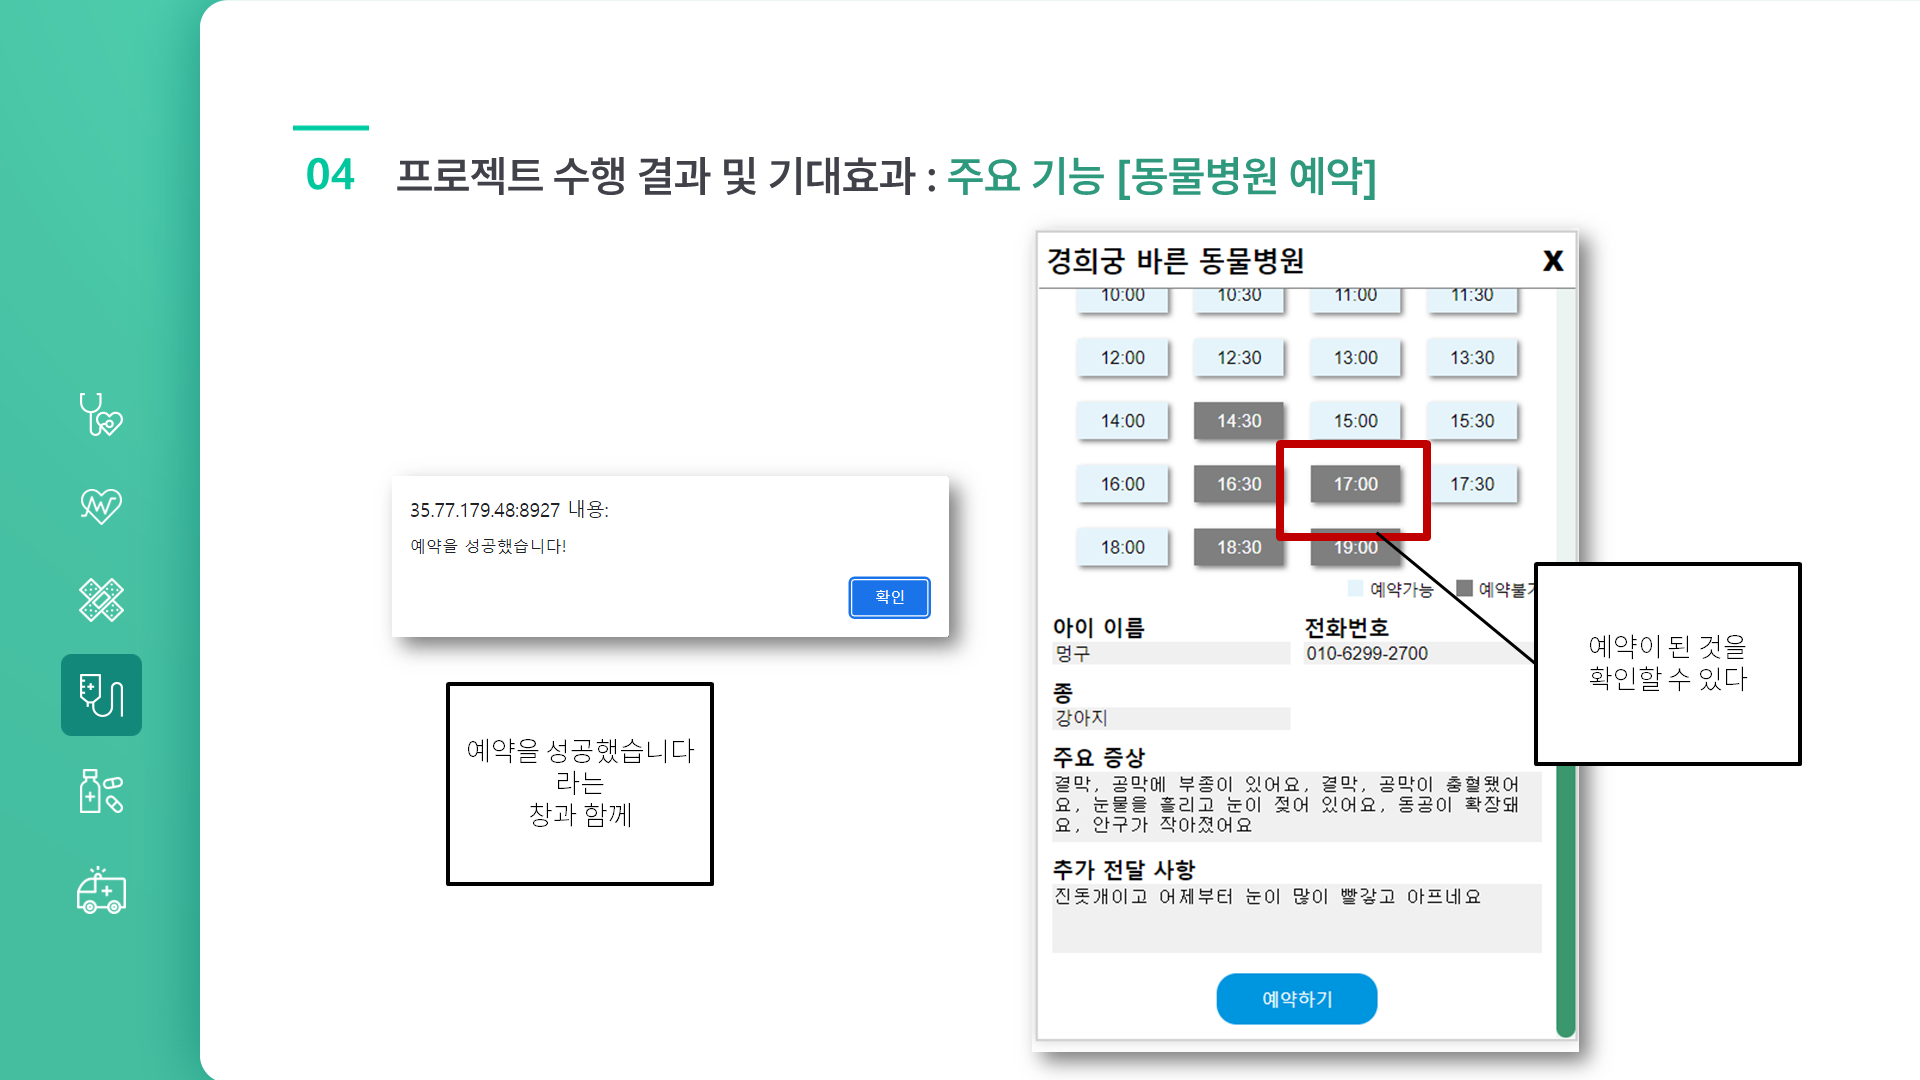 04 프로젝트 수행 결과 및 기대효과 : 주요 기능 [동물병원 예약]
35.77.179.48:8927 내용:
예약을 성공했습니다!
확인
예약을 성공했습니다
라는
창과 함께
경희궁 바른 동물병원 X
10:00 10:30 11:00 11:30
12:00 12:30 13:00 13:30
14:00 14:30 15:00 15:30
16:00 16:30 17:00 17:30
18:00 18:30 19:00
예약가능 예약불가
아이 이름 전화번호
멍구 010-6299-2700
종
강아지
주요 증상
결막, 공막에 부종이 있어요, 결막, 공막이 충혈됐어
요, 눈물을 흘리고 눈이 젖어 있어요, 동공이 확장돼
요, 안구가 작아졌어요
추가 전달 사항
진돗개이고 어제부터 눈이 많이 빨갛고 아프네요
예약하기
예약이 된 것을
확인할 수 있다